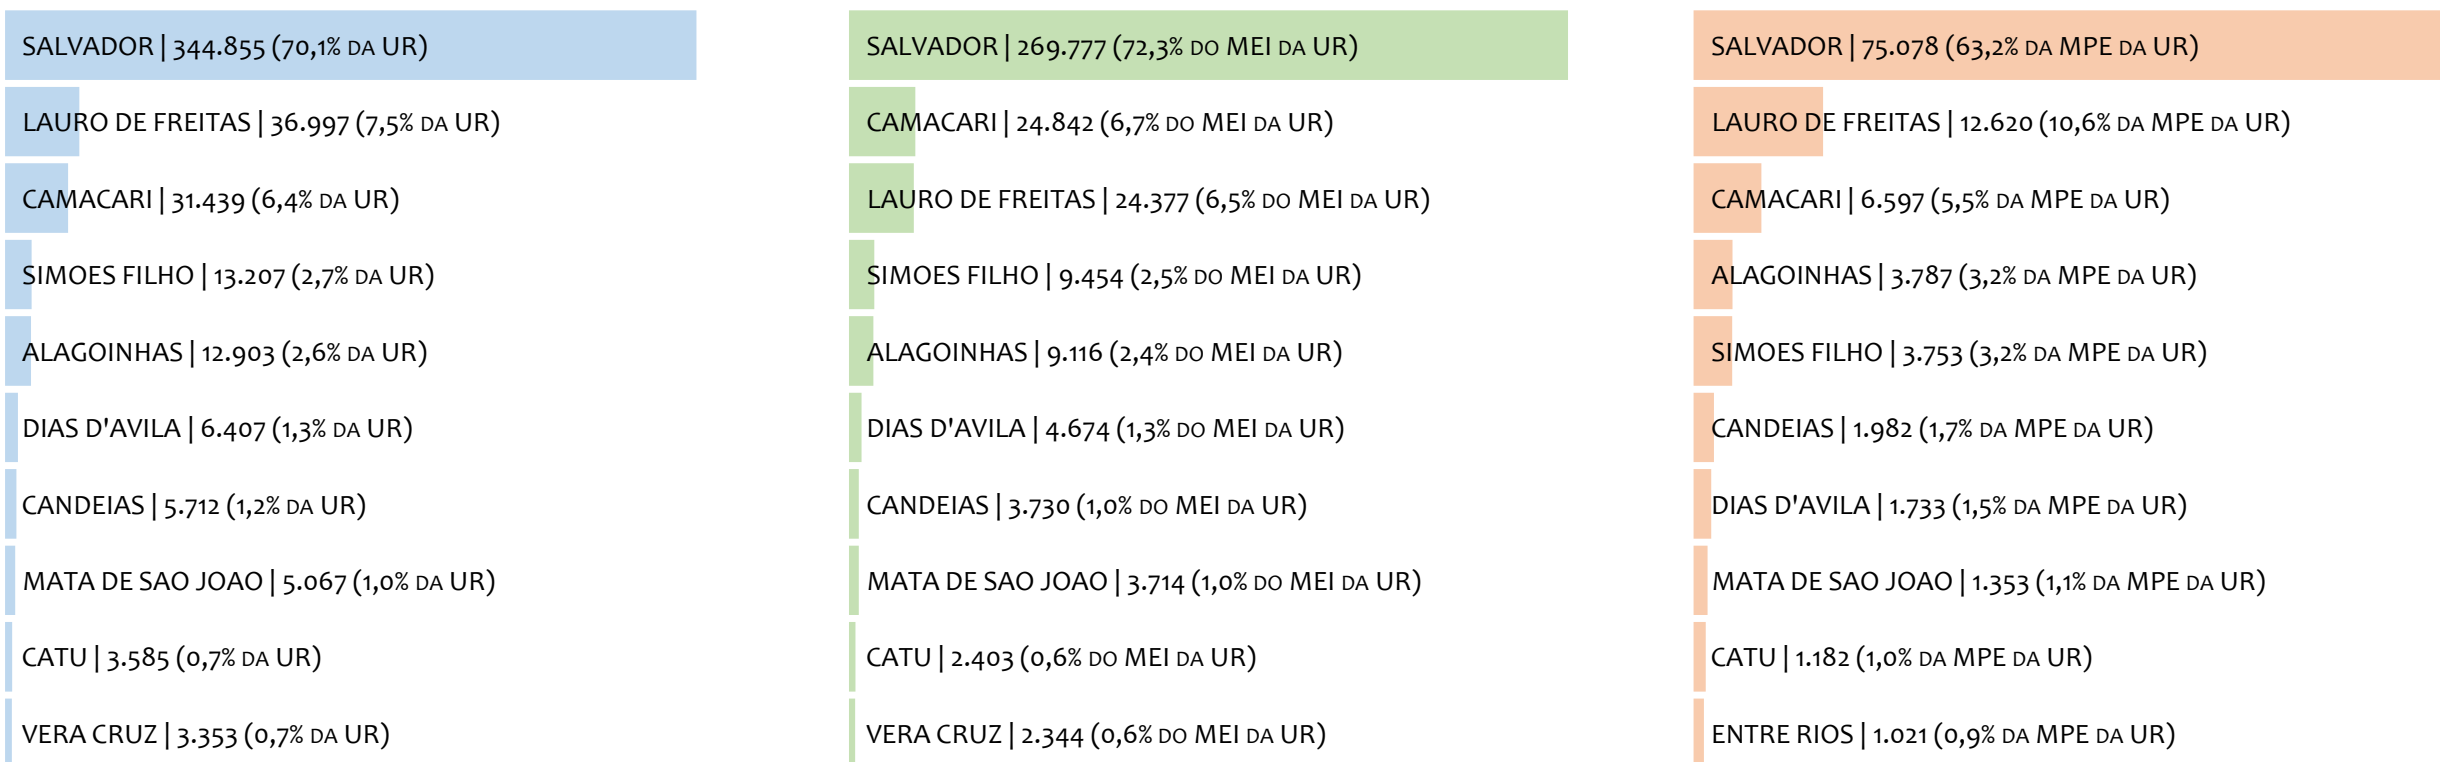 SALVADOR | 344.855 (70,1% DA UR)
LAURO DE FREITAS | 36.997 (7,5% DA UR)
CAMACARI | 31.439 (6,4% DA UR)
SIMOES FILHO | 13.207 (2,7% DA UR)
ALAGOINHAS | 12.903 (2,6% DA UR)
DIAS D'AVILA | 6.407 (1,3% DA UR)
CANDEIAS | 5.712 (1,2% DA UR)
MATA DE SAO JOAO | 5.067 (1,0% DA UR)
CATU | 3.585 (0,7% DA UR)
VERA CRUZ | 3.353 (0,7% DA UR)
SALVADOR | 269.777 (72,3% DO MEI DA UR)
CAMACARI | 24.842 (6,7% DO MEI DA UR)
LAURO DE FREITAS | 24.377 (6,5% DO MEI DA UR)
SIMOES FILHO | 9.454 (2,5% DO MEI DA UR)
ALAGOINHAS | 9.116 (2,4% DO MEI DA UR)
DIAS D'AVILA | 4.674 (1,3% DO MEI DA UR)
CANDEIAS | 3.730 (1,0% DO MEI DA UR)
MATA DE SAO JOAO | 3.714 (1,0% DO MEI DA UR)
CATU | 2.403 (0,6% DO MEI DA UR)
VERA CRUZ | 2.344 (0,6% DO MEI DA UR)
SALVADOR | 75.078 (63,2% DA MPE DA UR)
LAURO DE FREITAS | 12.620 (10,6% DA MPE DA UR)
CAMACARI | 6.597 (5,5% DA MPE DA UR)
ALAGOINHAS | 3.787 (3,2% DA MPE DA UR)
SIMOES FILHO | 3.753 (3,2% DA MPE DA UR)
CANDEIAS | 1.982 (1,7% DA MPE DA UR)
DIAS D'AVILA | 1.733 (1,5% DA MPE DA UR)
MATA DE SAO JOAO | 1.353 (1,1% DA MPE DA UR)
CATU | 1.182 (1,0% DA MPE DA UR)
ENTRE RIOS | 1.021 (0,9% DA MPE DA UR)